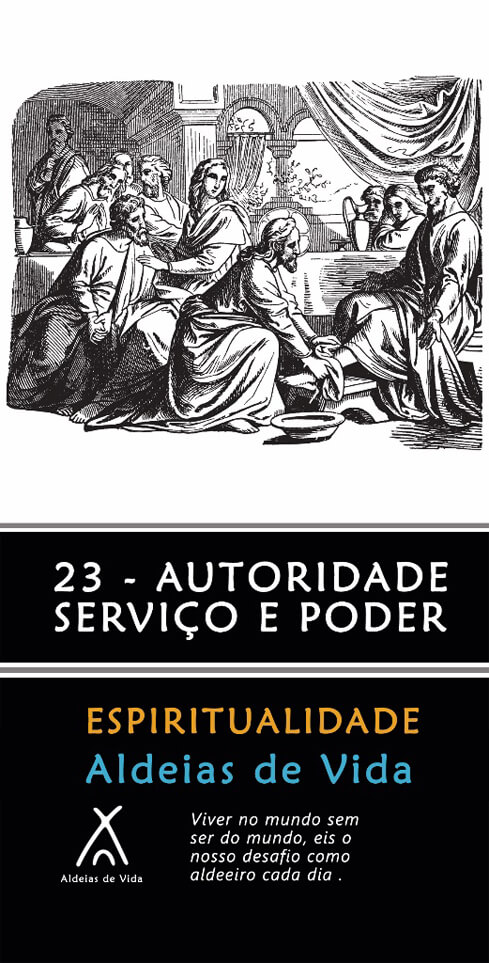 23 - AUTORIDADE
SERVIÇO E PODER
ESPIRITUALIDADE
Aldeias de Vida
Aldeias de Vida
Viver no mundo sem
ser do mundo, eis o
nosso desafio como
aldeeiro cada dia .